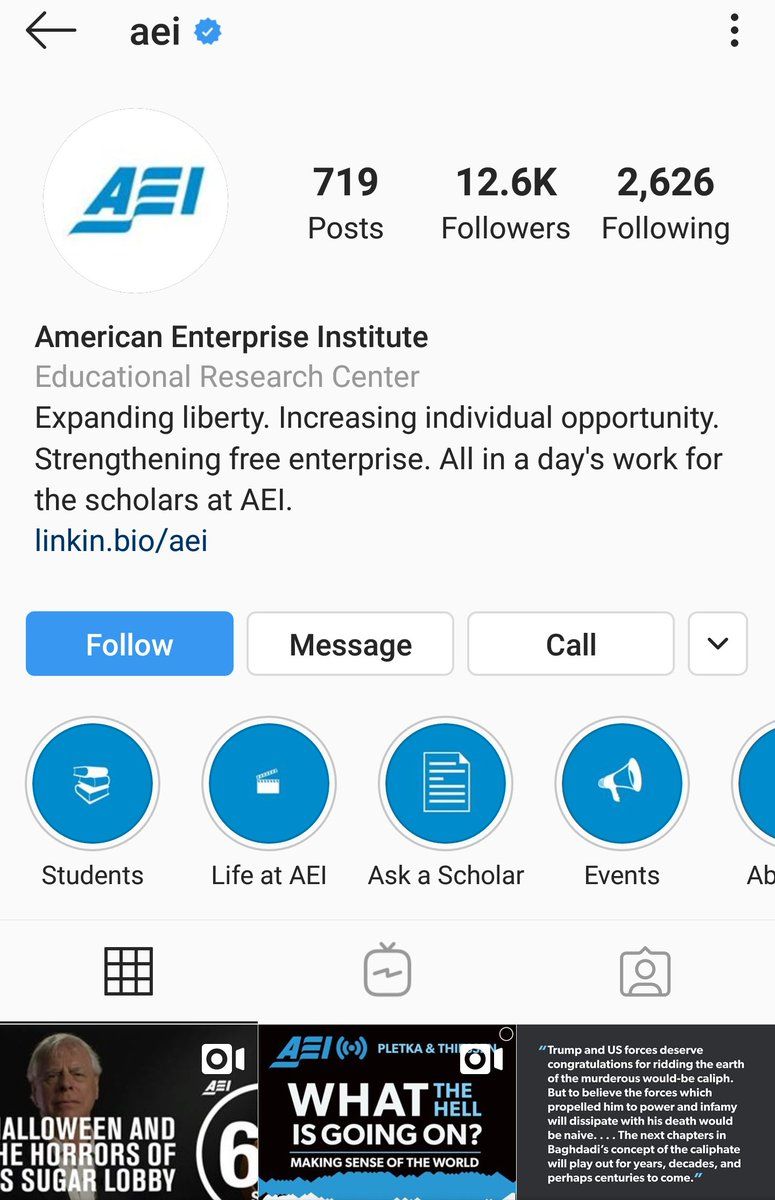 aei
AEI
719
Posts
12.6K
Followers
2,626
Following
American Enterprise Institute
Educational Research Center
Expanding liberty. Increasing individual opportunity.
Strengthening free enterprise. All in a day's work for
the scholars at AEI.
linkin.bio/aei
Follow
Message
Call
Students
Life at AEI
Ask a Scholar
Events
Ab
ALLOWEEN AND
HE HORRORS OF
S SUGAR LOBBY
AEI
6
AEI
PLETKA &
WHAT THE
HELL
IS GOING ON?
MAKING SENSE OF THE WORLD
“Trump and US forces deserve
congratulations for ridding the earth
of the murderous would-be caliph.
But to believe the forces which
propelled him to power and infamy
will dissipate with his death would
be naive. . . . The next chapters in
Baghdadi’s concept of the caliphate
will play out for years, decades, and
perhaps centuries to come.”